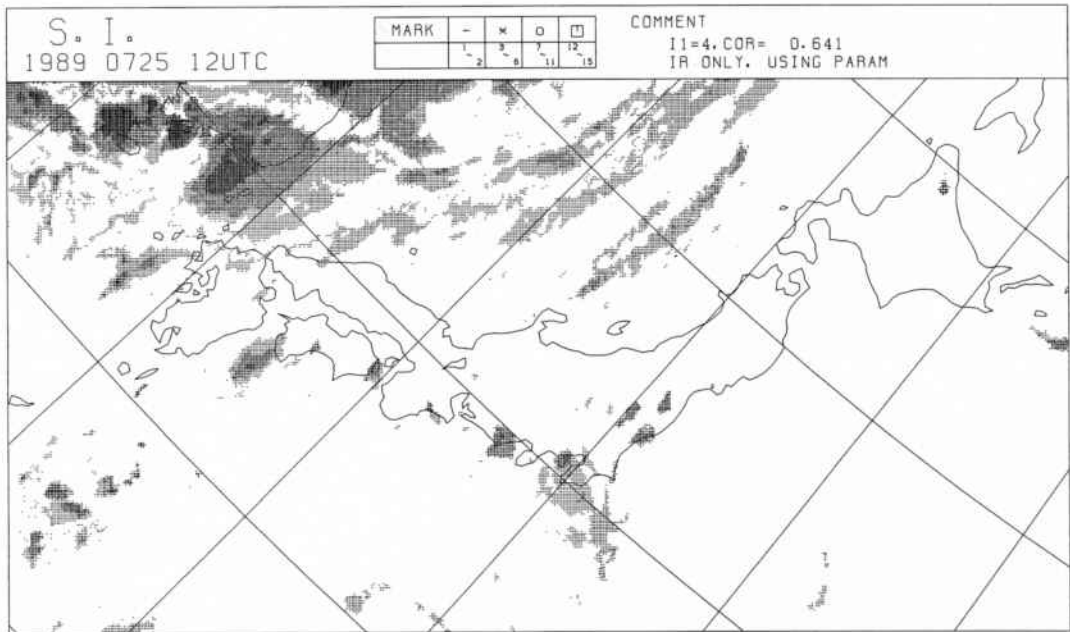 S. I.
1989 0725 12UTC
MARK - × o
1~2 3~6 7~11 12~15
COMMENT
I1=4, COR= 0.641
IR ONLY. USING PARAM